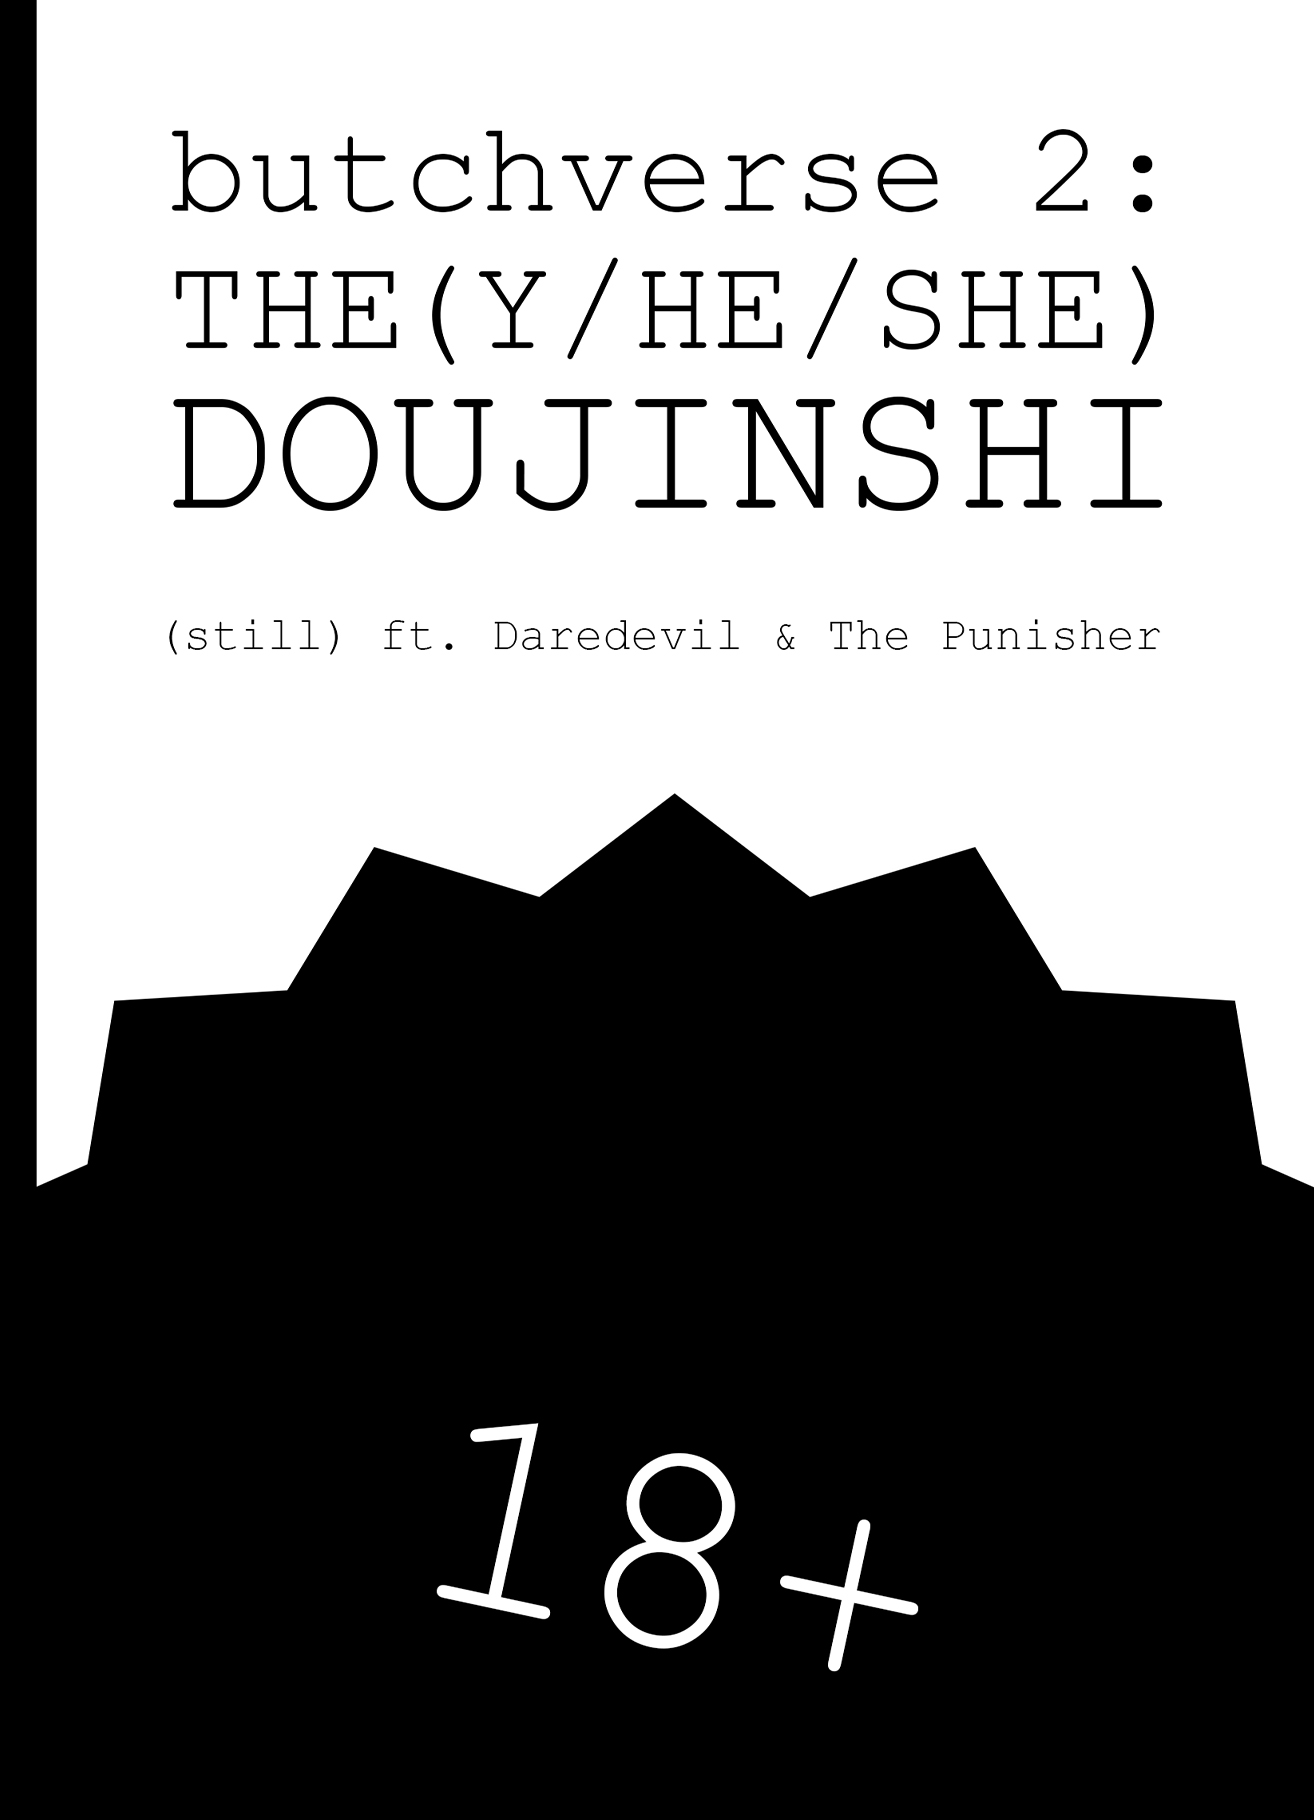 butchverse 2:
THE(Y/HE/SHE)
DOUJINSHI
(still) ft. Daredevil & The Punisher
18+